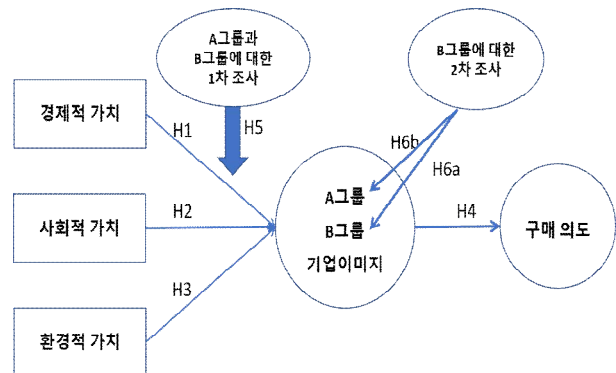 A그룹과
B그룹에 대한
1차 조사
B그룹에 대한
2차 조사
경제적 가치
H1
H5
H6b
H6a
A그룹
사회적 가치
H2
B그룹
H4
구매 의도
기업이미지
H3
환경적 가치